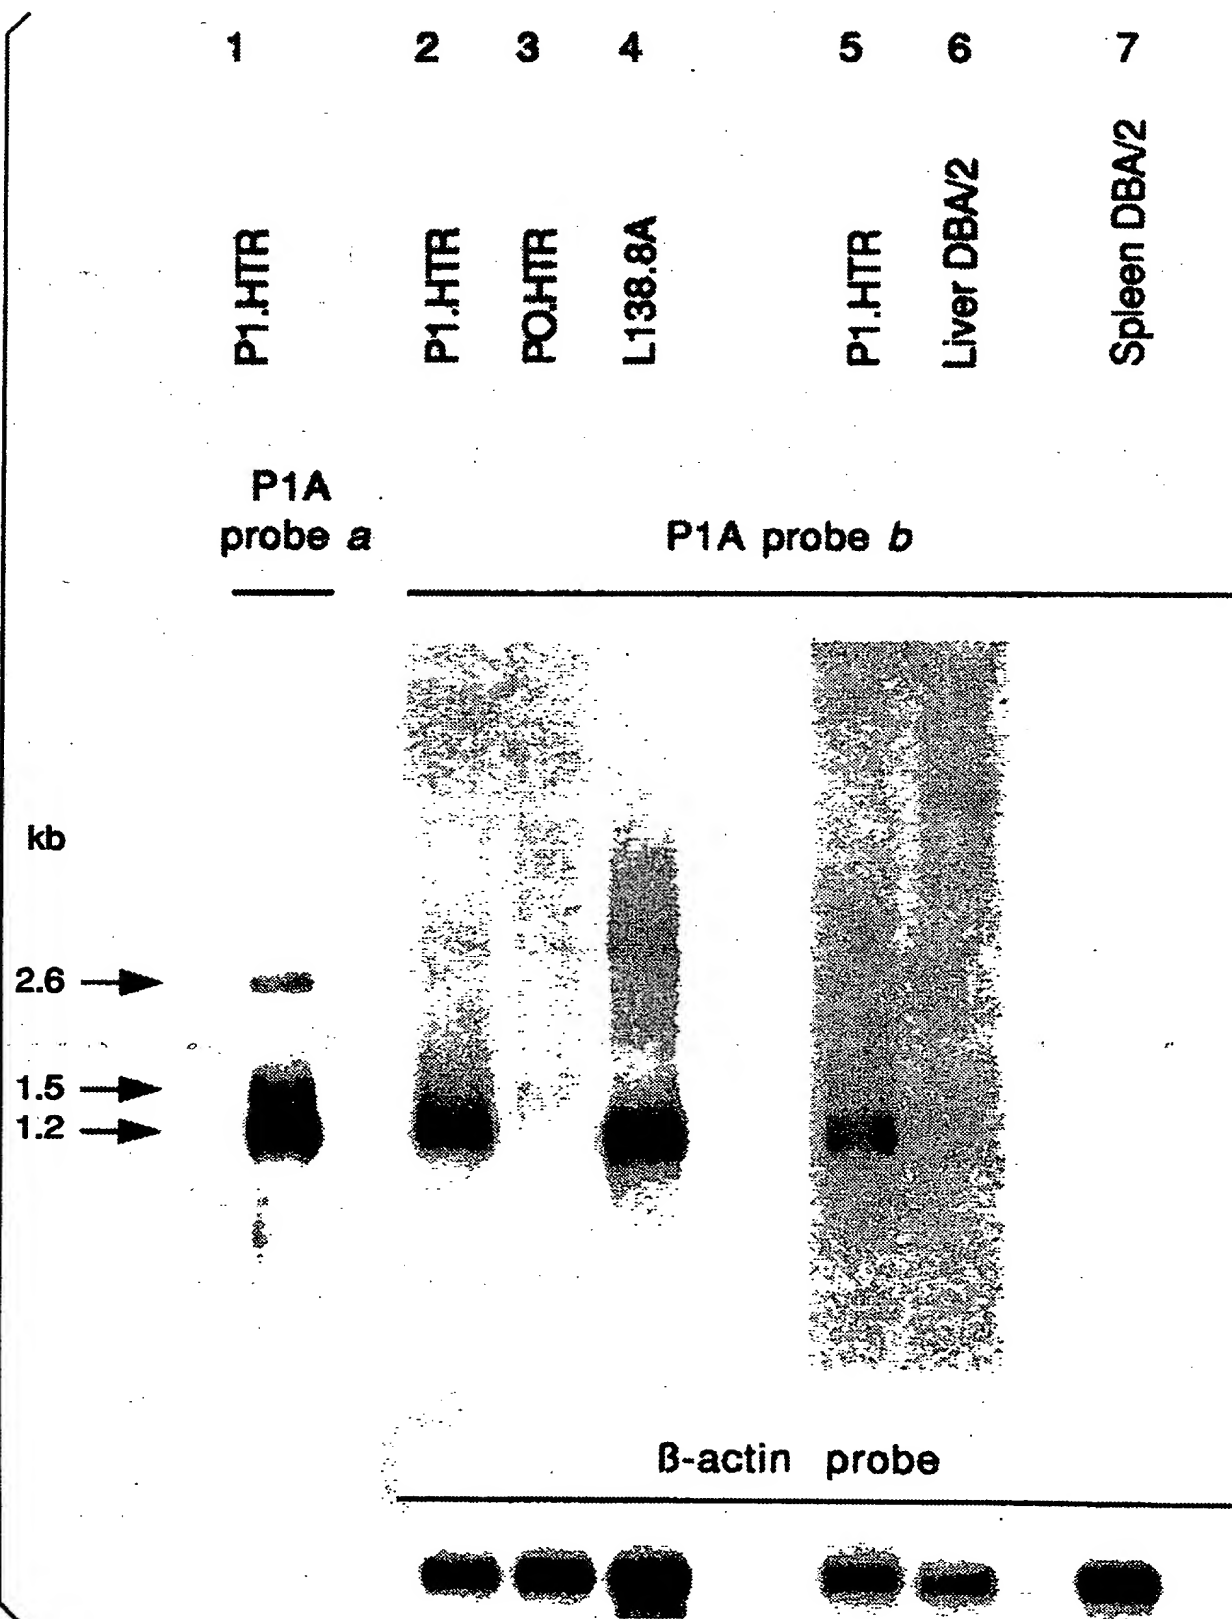 1 2 3 4 5 6 7
P1.HTR
P1.HTR
PO.HTR
L138.8A
P1.HTR
Liver DBA/2
Spleen DBA/2
P1A
probe a
P1A probe b
kb
2.6
1.5
1.2
ß-actin probe